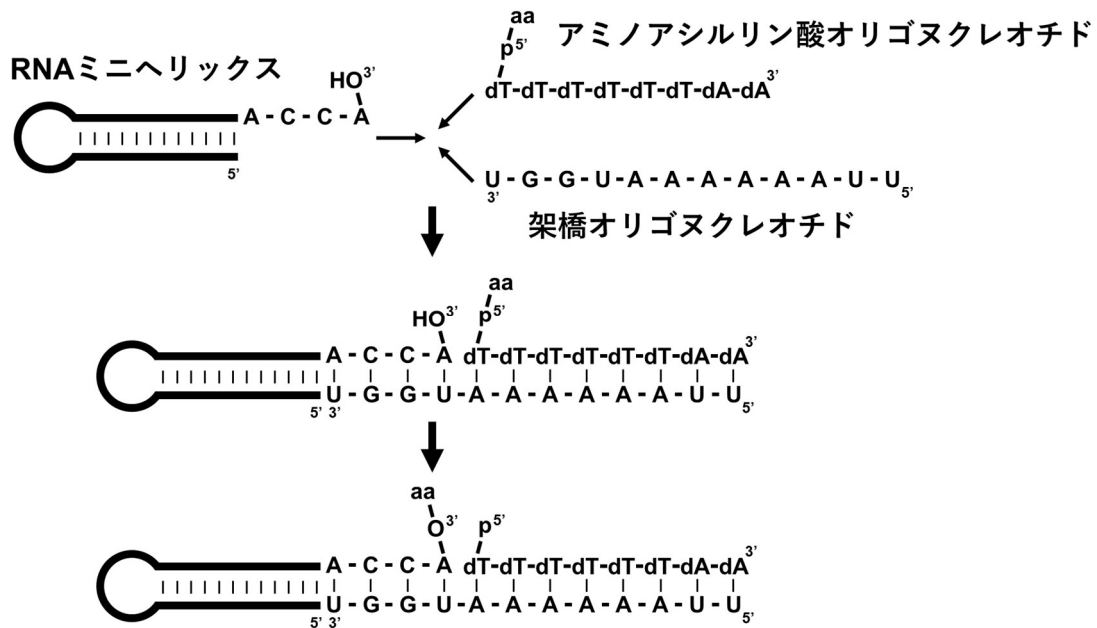 aa
p5’
アミノアシルリン酸オリゴヌクレオチド
RNAミニヘリックス
HO3’
dT-dT-dT-dT-dT-dT-dA-dA3’
A - C - C - A
5’
U - G - G - U - A - A - A - A - A - A - U - U5’
3’
架橋オリゴヌクレオチド
aa
HO3’
p5’
A - C - C - A dT-dT-dT-dT-dT-dT-dA-dA3’
U - G - G - U - A - A - A - A - A - A - U - U5’
5’ 3’
aa
O3’
p5’
A - C - C - A dT-dT-dT-dT-dT-dT-dA-dA3’
U - G - G - U - A - A - A - A - A - A - U - U5’
5’ 3’